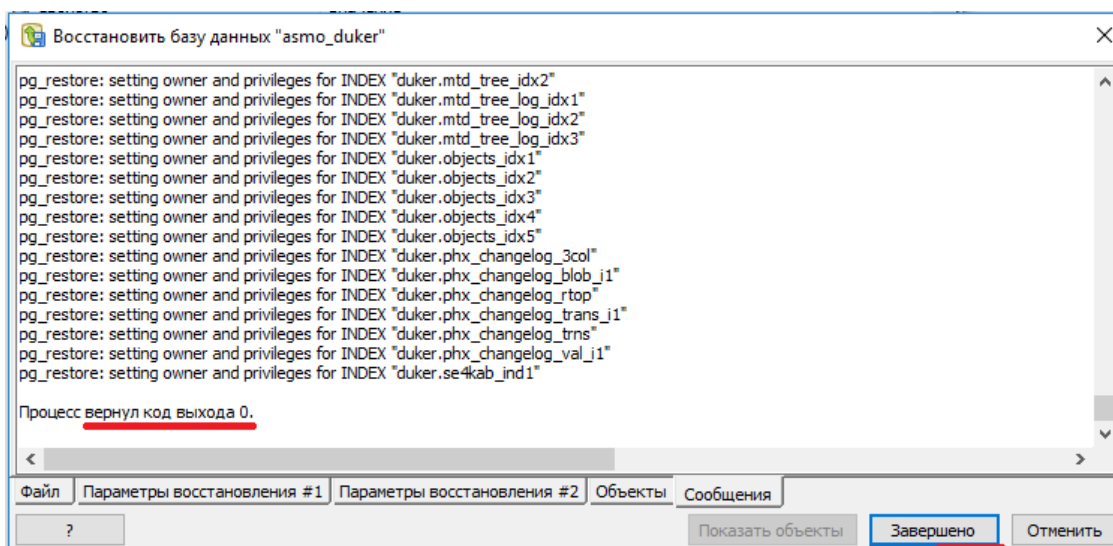 Восстановить базу данных "asmo_duker"
pg_restore: setting owner and privileges for INDEX "duker.mtd_tree_idx2"
pg_restore: setting owner and privileges for INDEX "duker.mtd_tree_log_idx1"
pg_restore: setting owner and privileges for INDEX "duker.mtd_tree_log_idx2"
pg_restore: setting owner and privileges for INDEX "duker.mtd_tree_log_idx3"
pg_restore: setting owner and privileges for INDEX "duker.objects_idx1"
pg_restore: setting owner and privileges for INDEX "duker.objects_idx2"
pg_restore: setting owner and privileges for INDEX "duker.objects_idx3"
pg_restore: setting owner and privileges for INDEX "duker.objects_idx4"
pg_restore: setting owner and privileges for INDEX "duker.objects_idx5"
pg_restore: setting owner and privileges for INDEX "duker.phx_changelog_3col"
pg_restore: setting owner and privileges for INDEX "duker.phx_changelog_blob_i1"
pg_restore: setting owner and privileges for INDEX "duker.phx_changelog_rtop"
pg_restore: setting owner and privileges for INDEX "duker.phx_changelog_trans_i1"
pg_restore: setting owner and privileges for INDEX "duker.phx_changelog_trns"
pg_restore: setting owner and privileges for INDEX "duker.phx_changelog_val_i1"
pg_restore: setting owner and privileges for INDEX "duker.se4kab_ind1"
Процесс вернул код выхода 0.
Файл Параметры восстановления #1 Параметры восстановления #2 Объекты Сообщения
? Показать объекты Завершено Отменить